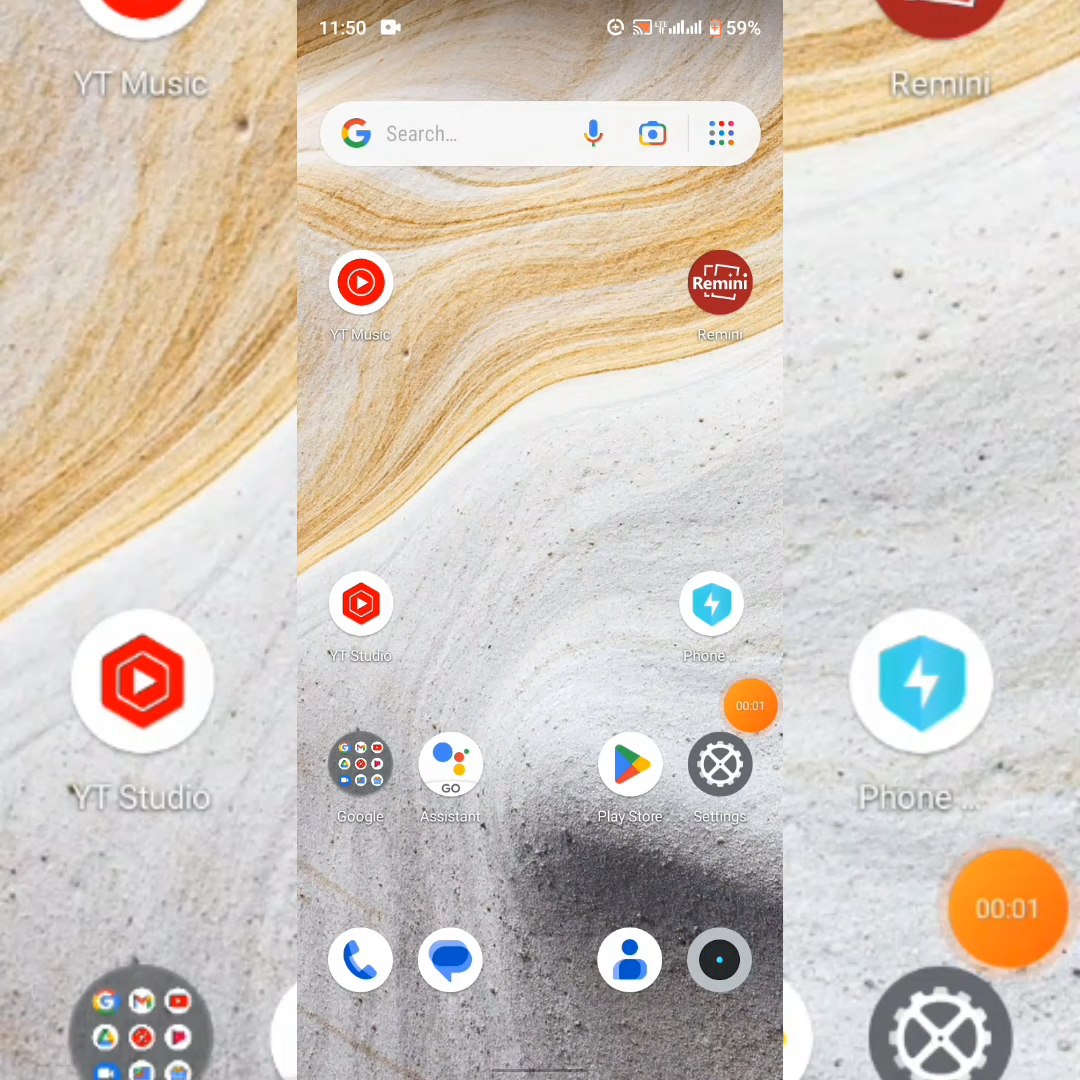 YT Music
Remini
11:50
LTE
59%
Search...
Remini
YT Music
Remini
YT Studio
Phone ...
00:01
GO
Google
Assistant
Play Store
Settings
YT Studio
Phone ...
00:01